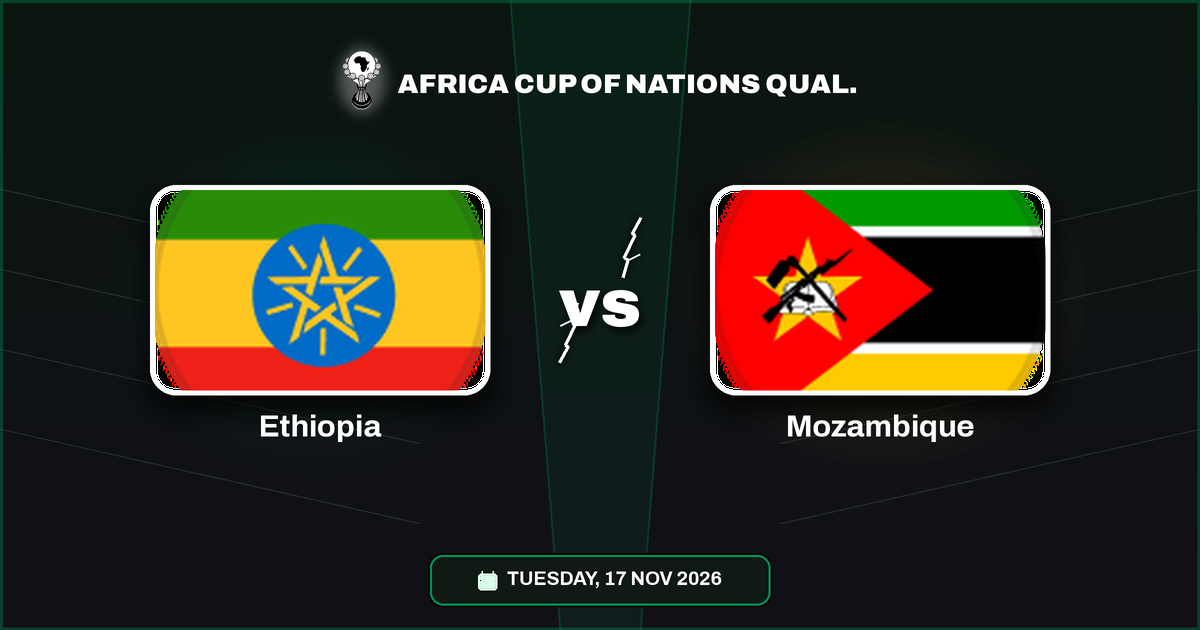 AFRICA CUP OF NATIONS QUAL.
VS
Ethiopia
Mozambique
TUESDAY, 17 NOV 2026